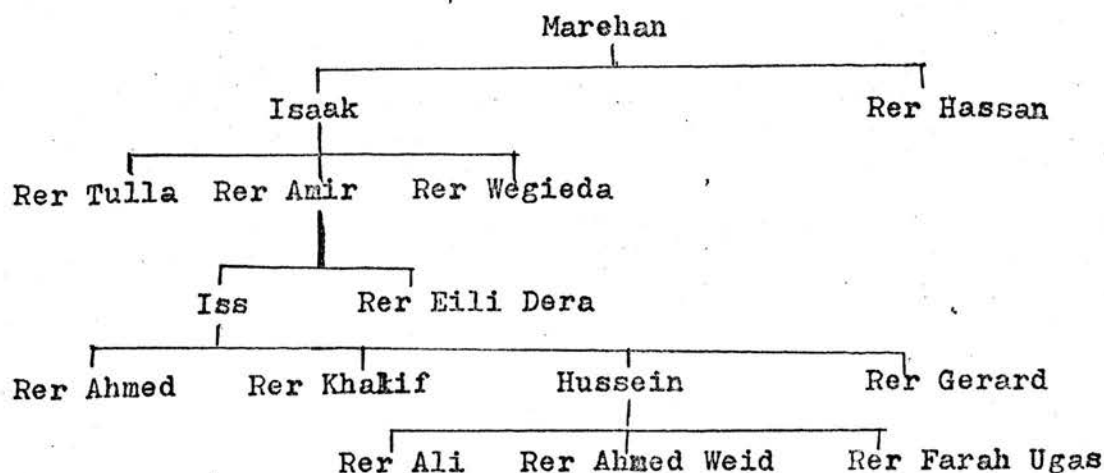 Marehan
Isaak Rer Hassan
Rer Tulla Rer Amir Rer Wegieda
Iss Rer Eili Dera
Rer Ahmed Rer Khalif Hussein Rer Gerard
Rer Ali Rer Ahmed Weid Rer Farah Ugas